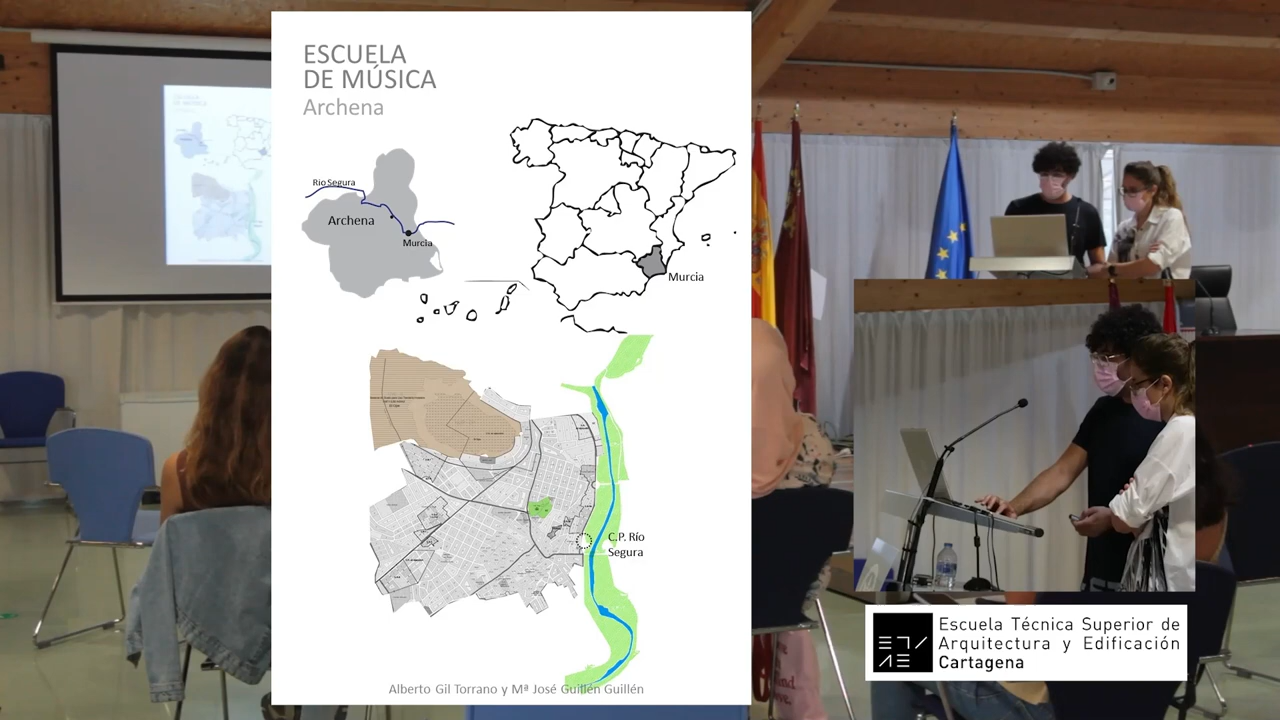 ESCUELA
DE MÚSICA
Archena
Rio Segura
Archena
Murcia
Murcia
C.P. Río
Segura
Alberto Gil Torrano y Mª José Guillén Guillén
Escuela Técnica Superior de
Arquitectura y Edificación
Cartagena